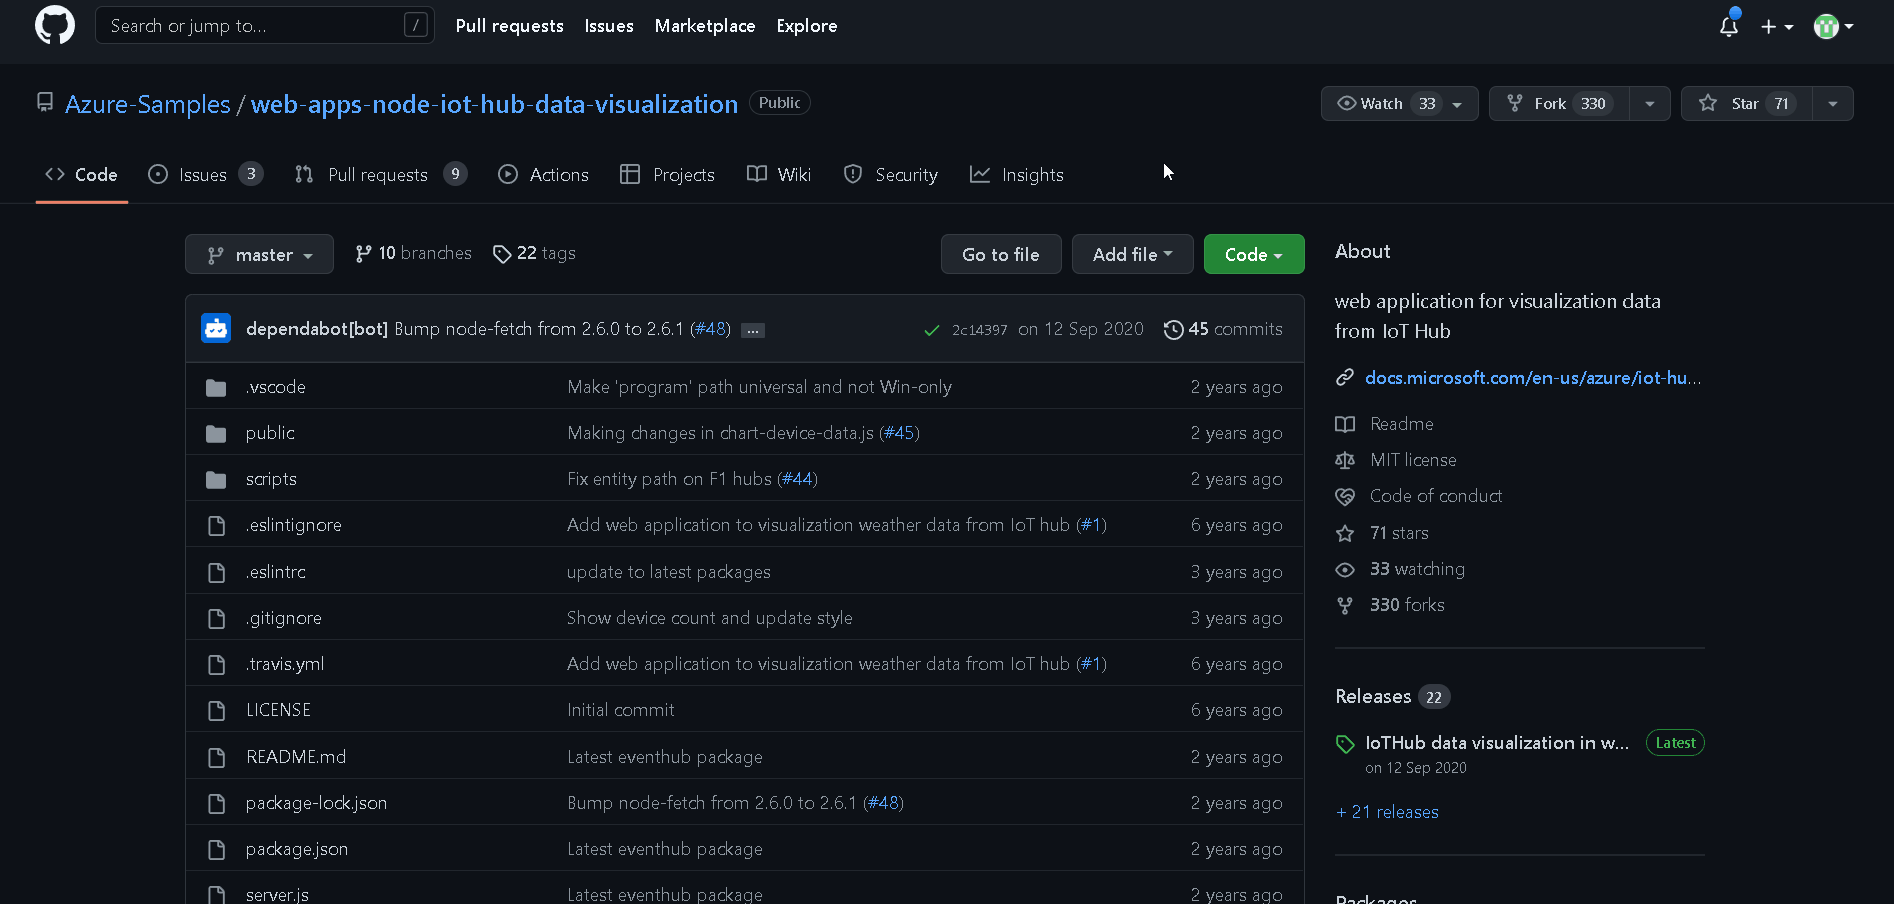 Search or jump to... / Pull requests Issues Marketplace Explore
Azure-Samples / web-apps-node-iot-hub-data-visualization Public Watch 33 Fork 330 Star 71
Code Issues 3 Pull requests 9 Actions Projects Wiki Security Insights
master 10 branches 22 tags Go to file Add file Code
dependabot[bot] Bump node-fetch from 2.6.0 to 2.6.1 (#48) ... 2c14397 on 12 Sep 2020 45 commits
.vscode Make 'program' path universal and not Win-only 2 years ago
public Making changes in chart-device-data.js (#45) 2 years ago
scripts Fix entity path on F1 hubs (#44) 2 years ago
.eslintignore Add web application to visualization weather data from IoT hub (#1) 6 years ago
.eslintrc update to latest packages 3 years ago
.gitignore Show device count and update style 3 years ago
.travis.yml Add web application to visualization weather data from IoT hub (#1) 6 years ago
LICENSE Initial commit 6 years ago
README.md Latest eventhub package 2 years ago
package-lock.json Bump node-fetch from 2.6.0 to 2.6.1 (#48) 2 years ago
package.json Latest eventhub package 2 years ago
server.js Latest eventhub package 2 years ago
About
web application for visualization data
from IoT Hub
docs.microsoft.com/en-us/azure/iot-hu...
Readme
MIT license
Code of conduct
71 stars
33 watching
330 forks
Releases 22
IoTHub data visualization in w... Latest
on 12 Sep 2020
+ 21 releases
Packages